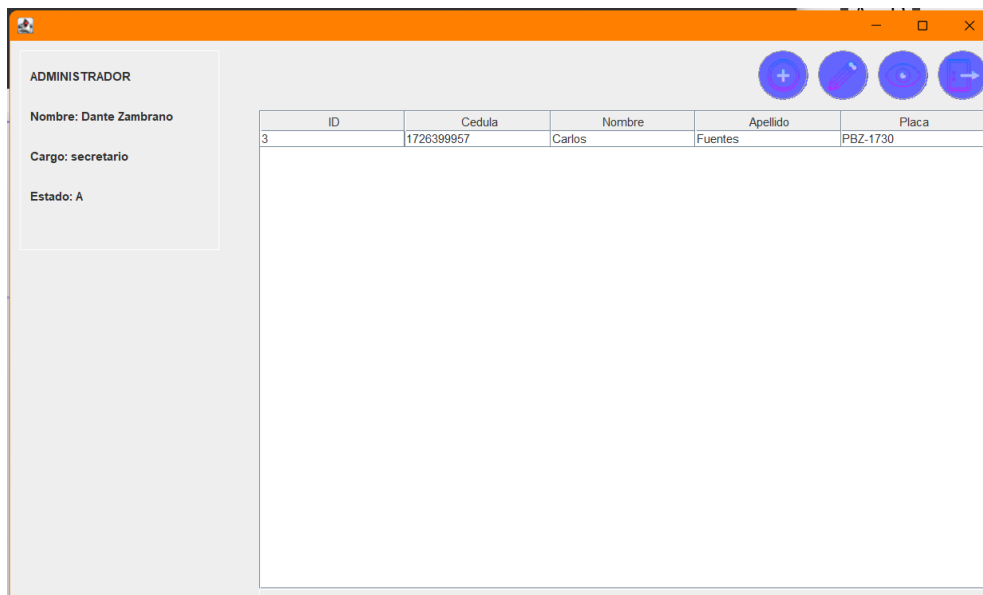 ADMINISTRADOR
Nombre: Dante Zambrano
Cargo: secretario
Estado: A
ID Cedula Nombre Apellido Placa
3 1726399957 Carlos Fuentes PBZ-1730